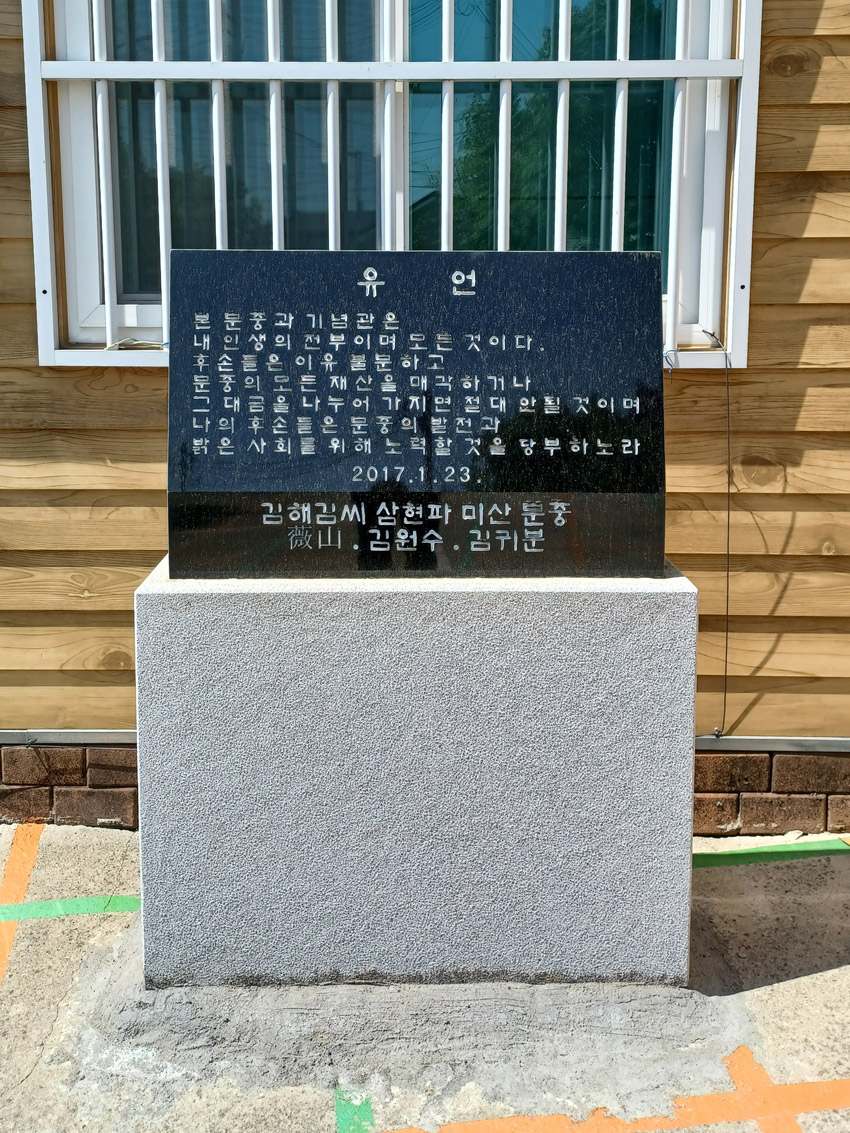 유 언
본 문중과 기념관은
내 인생의 전부이며 모든 것이다.
후손들은 이유 불분하고
문중의 모든 재산을 매각하거나
그 대금을 나누어 가지면 절대 안될 것이며
나의 후손들은 문중의 발전과
밝은 사회를 위해 노력할 것을 당부하노라
2017.1.23.
김해김씨 삼현파 미산 문중
薇山.김원수.김귀분